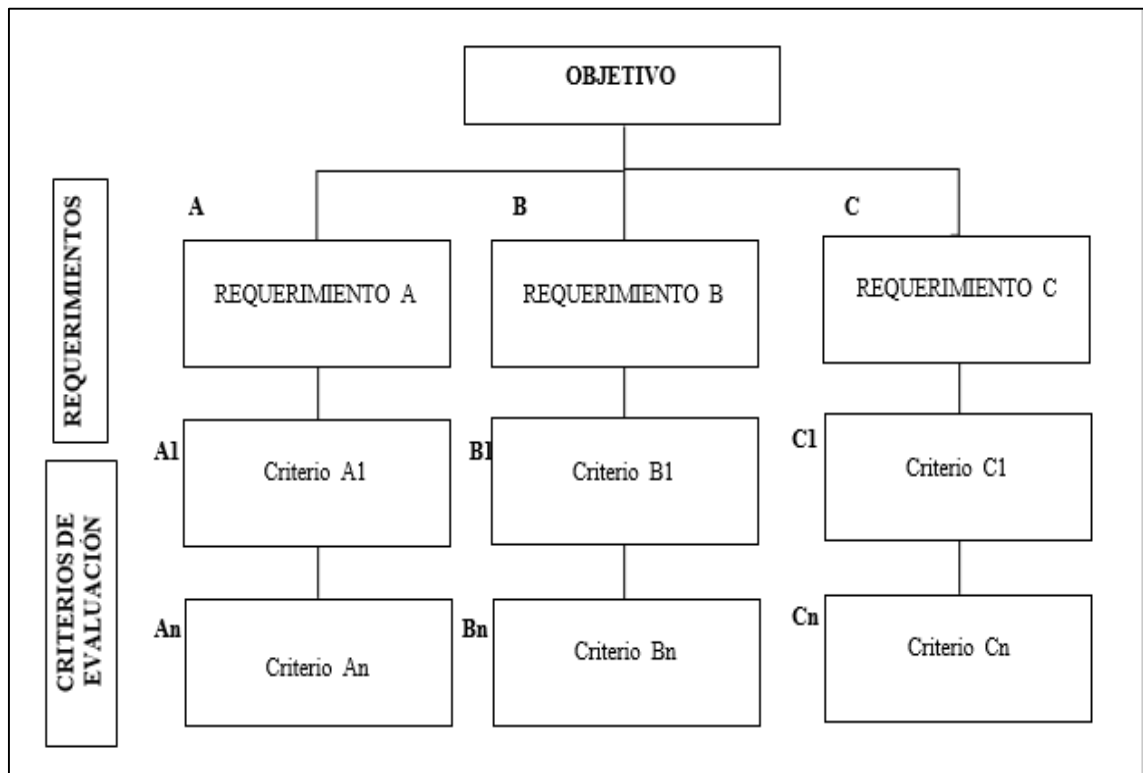 OBJETIVO
REQUERIMIENTOS
A
B
C
REQUERIMIENTO A
REQUERIMIENTO B
REQUERIMIENTO C
CRITERIOS DE
EVALUACIÓN
A1
Criterio A1
B1
Criterio B1
C1
Criterio C1
An
Criterio An
Bn
Criterio Bn
Cn
Criterio Cn